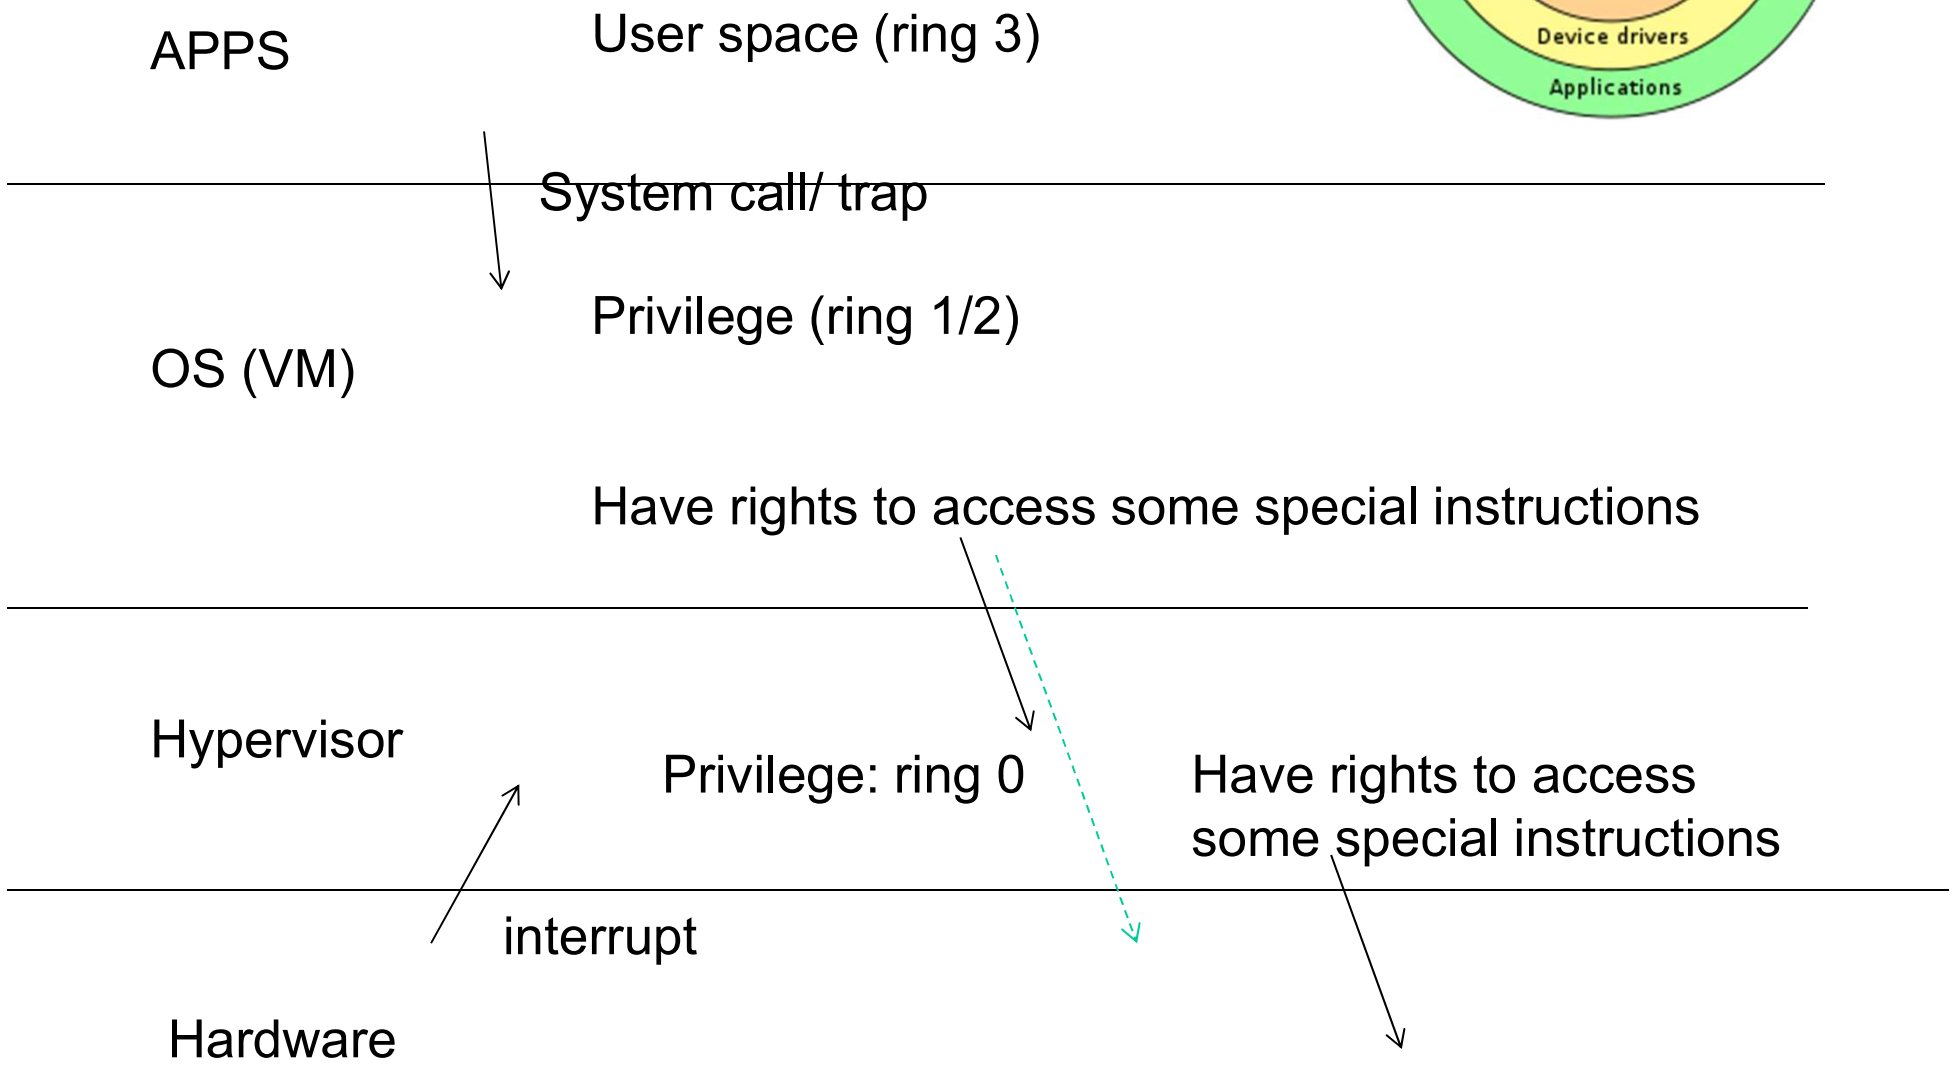 APPS
User space (ring 3)
Device drivers
Applications
System call/ trap
Privilege (ring 1/2)
OS (VM)
Have rights to access some special instructions
Hypervisor
Privilege: ring 0
Have rights to access
some special instructions
interrupt
Hardware